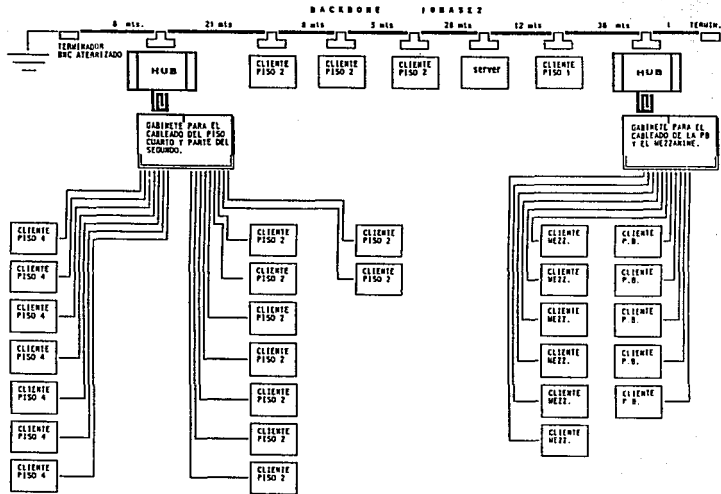 BACKBONE 10BASE2
8 mts. 21 mts 8 mts 5 mts 28 mts 12 mts 36 mts 1 TERMIN.
TERMINADOR
BNC ATERRIZADO
HUB
CLIENTE
PISO 2
CLIENTE
PISO 2
CLIENTE
PISO 2
server
CLIENTE
PISO 1
HUB
GABINETE PARA EL
CABLEADO DEL PISO
CUARTO Y PARTE DEL
SEGUNDO.
GABINETE PARA EL
CABLEADO DE LA PB
Y EL MEZZANINE.
CLIENTE
PISO 4
CLIENTE
PISO 4
CLIENTE
PISO 4
CLIENTE
PISO 4
CLIENTE
PISO 4
CLIENTE
PISO 4
CLIENTE
PISO 4
CLIENTE
PISO 2
CLIENTE
PISO 2
CLIENTE
PISO 2
CLIENTE
PISO 2
CLIENTE
PISO 2
CLIENTE
PISO 2
CLIENTE
PISO 2
CLIENTE
PISO 2
CLIENTE
PISO 2
CLIENTE
MEZZ.
CLIENTE
MEZZ.
CLIENTE
MEZZ.
CLIENTE
MEZZ.
CLIENTE
MEZZ.
CLIENTE
MEZZ.
CLIENTE
P.B.
CLIENTE
P.B.
CLIENTE
P.B.
CLIENTE
P.B.
CLIENTE
P.B.